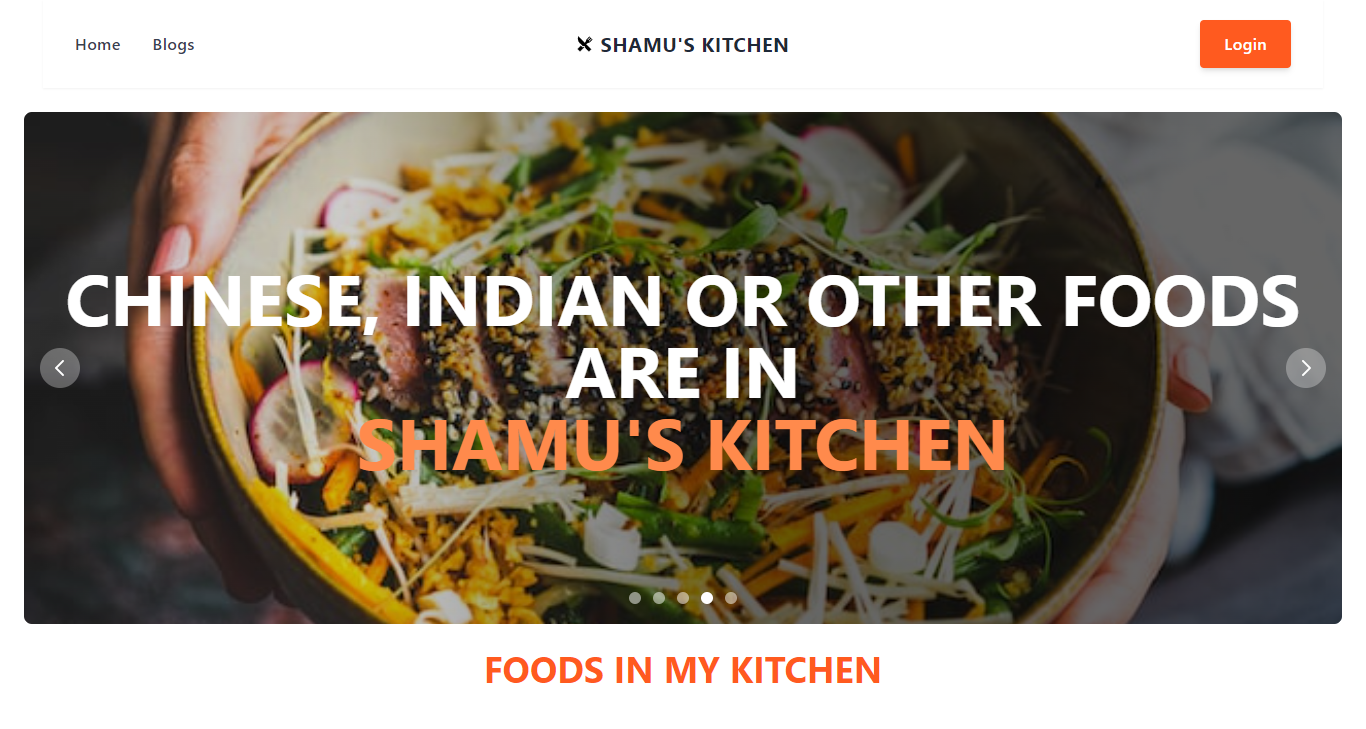 Home
Blogs
SHAMU'S KITCHEN
Login
CHINESE, INDIAN OR OTHER FOODS
ARE IN
SHAMU'S KITCHEN
FOODS IN MY KITCHEN